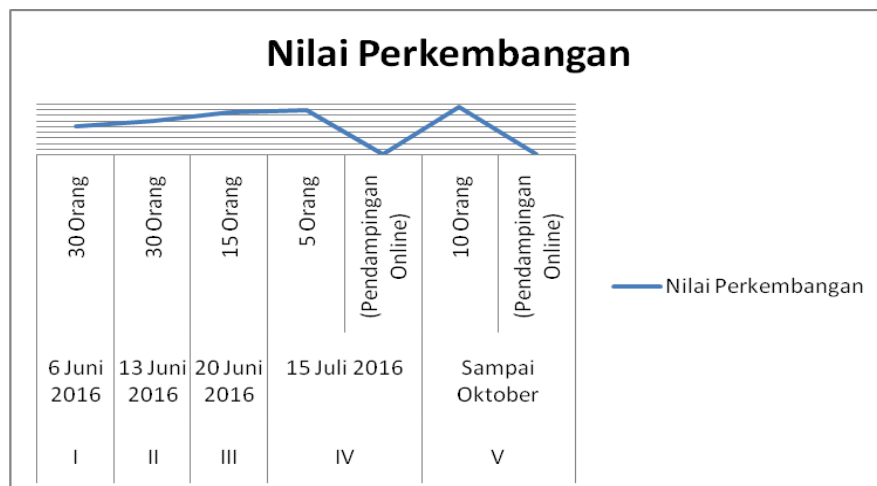 Nilai Perkembangan
30 Orang
30 Orang
15 Orang
5 Orang
(Pendampingan
Online)
10 Orang
(Pendampingan
Online)
Nilai Perkembangan
6 Juni
2016
13 Juni
2016
20 Juni
2016
15 Juli 2016
Sampai
Oktober
I
II
III
IV
V